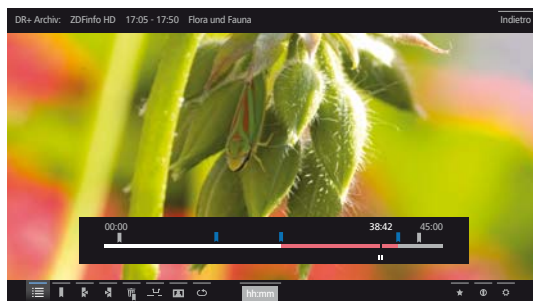 DR+ Archiv: ZDFinfo HD 17:05 - 17:50 Flora und Fauna Indietro
00:00 38:42 45:00
hh:mm